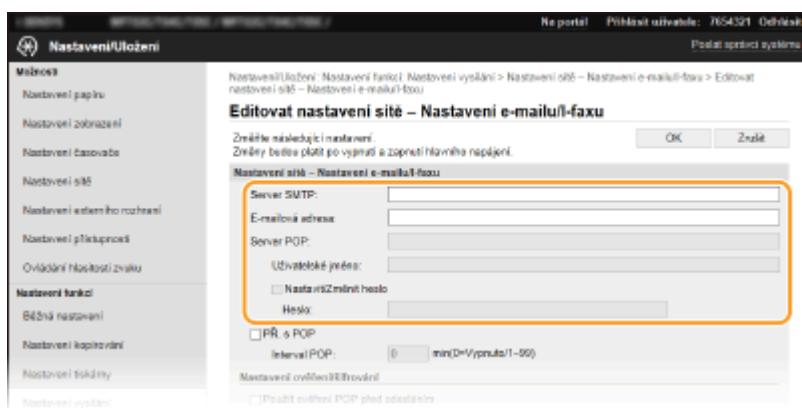 Na portál Přihlásit uživatele: 7654321 Odhlásit
Nastavení/Uložení
Poslat správci systému
Možnosti
Nastavení papíru
Nastavení zobrazení
Nastavení časovače
Nastavení sítě
Nastavení externího rozhraní
Nastavení přístupnosti
Ovládání hlasitosti zvuku
Nastavení funkcí
Běžná nastavení
Nastavení kopírování
Nastavení tiskárny
Nastavení vysílání
Nastavení/Uložení: Nastavení funkcí: Nastavení vysílání > Nastavení sítě – Nastavení e-mailu/I-faxu > Editovat
nastavení sítě – Nastavení e-mailu/I-faxu
Editovat nastavení sítě – Nastavení e-mailu/I-faxu
Změňte následující nastavení.
Změny budou platit po vypnutí a zapnutí hlavního napájení.
OK
Zrušit
Nastavení sítě – Nastavení e-mailu/I-faxu
Server SMTP:
E-mailová adresa:
Server POP:
Uživatelské jméno:
Nastavit/Změnit heslo
Heslo:
PŘ. s POP
Interval POP: 0 min(0=Vypnuto/1-99)
Nastavení ověření/šifrování
Použít ověření POP před odesláním